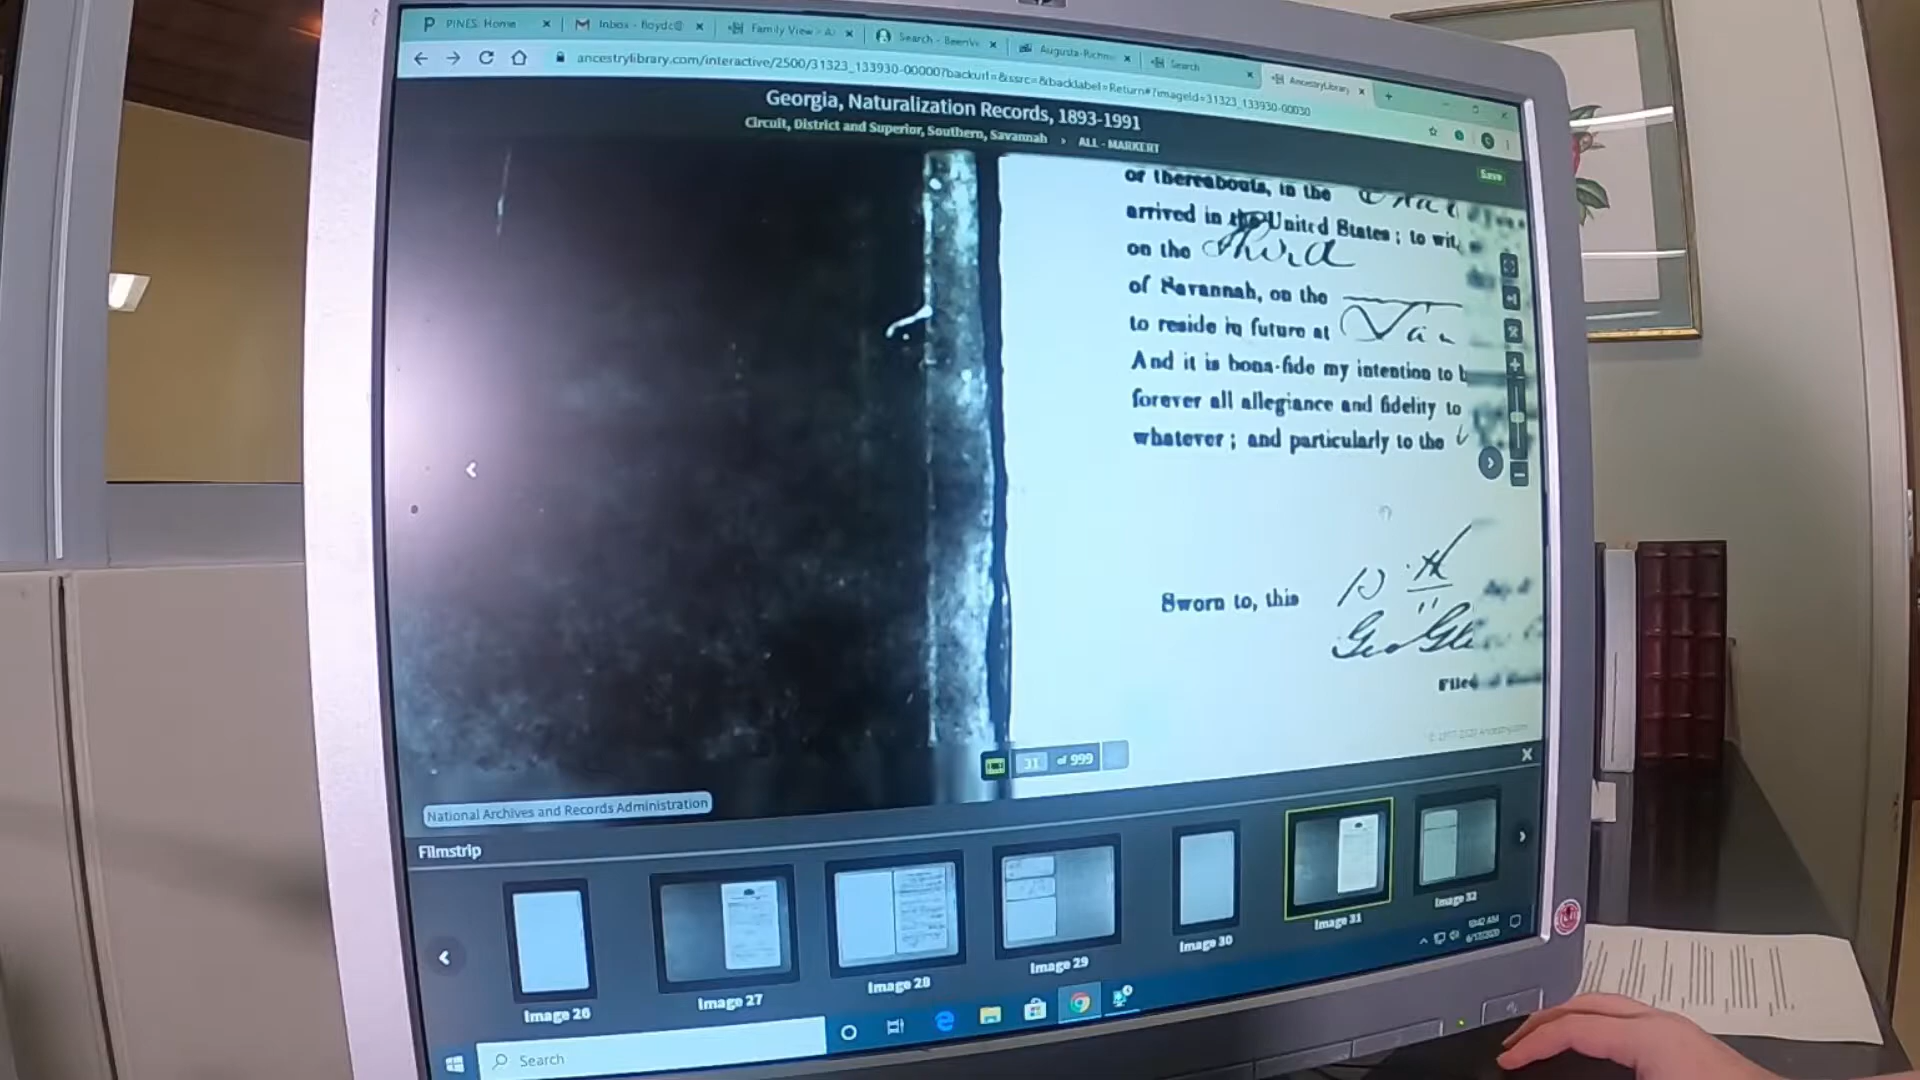 PINES: Home
Inbox - floydc@
Family View - A
Search - BeenVe
Augusta-Richm
Search
AncestryLibrary
ancestrylibrary.com/interactive/2500/31323_133930-00000?backurl=&ssrc=&backlabel=Return#?imageId=31323_133930-00030
Georgia, Naturalization Records, 1893-1991
Circuit, District and Superior, Southern, Savannah › ALL - MARKERT
Save
or thereabouts, in the
arrived in the United States; to wit,
on the third
of Savannah, on the
to reside in future at
And it is bona-fide my intention to b
forever all allegiance and fidelity to
whatever; and particularly to the
Sworn to, this
Filed
31 of 999
National Archives and Records Administration
Filmstrip
Image 26
Image 27
Image 28
Image 29
Image 30
Image 31
Image 32
Search